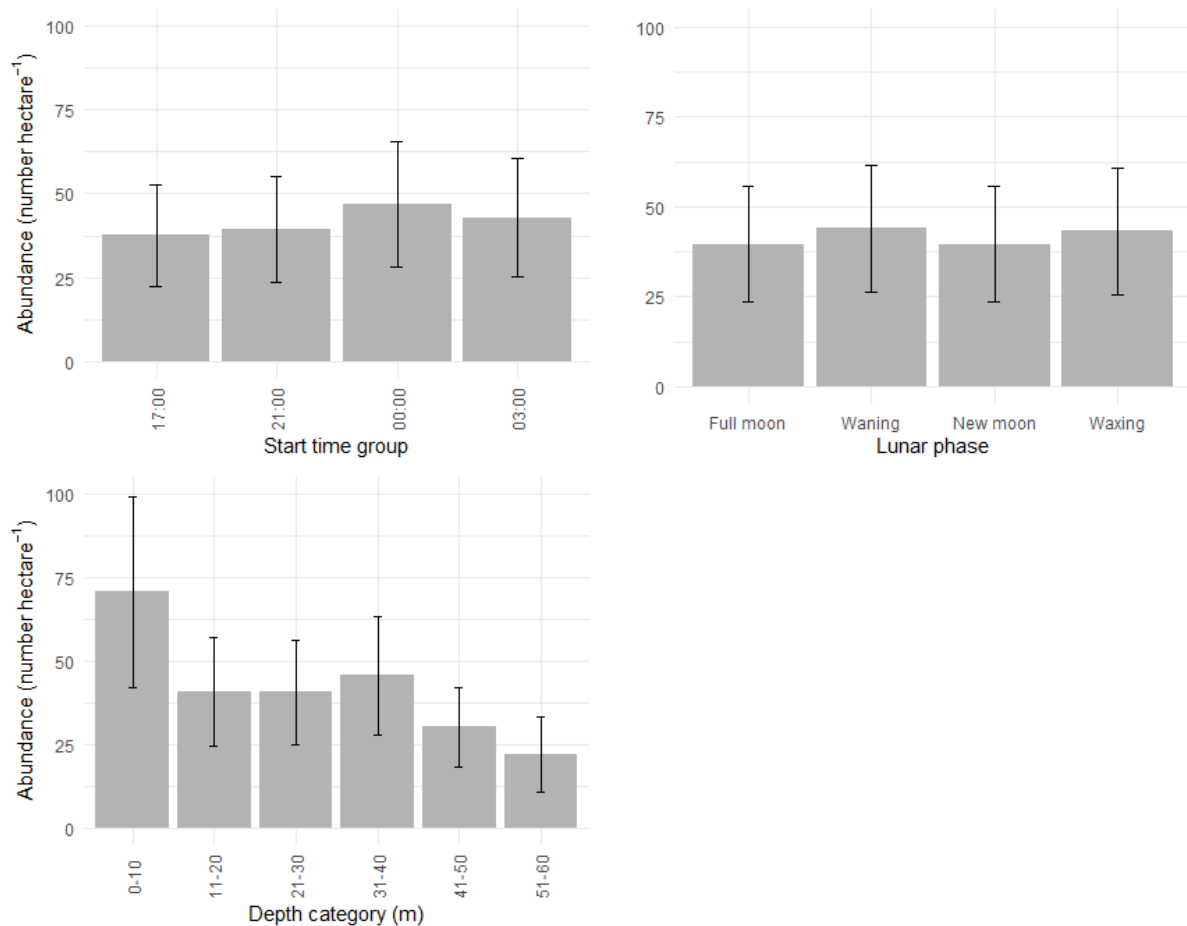 Abundance (number hectare⁻¹)
100
75
50
25
0
17:00
21:00
00:00
03:00
Start time group
100
75
50
25
0
Full moon
Waning
New moon
Waxing
Lunar phase
Abundance (number hectare⁻¹)
100
75
50
25
0
0-10
11-20
21-30
31-40
41-50
51-60
Depth category (m)